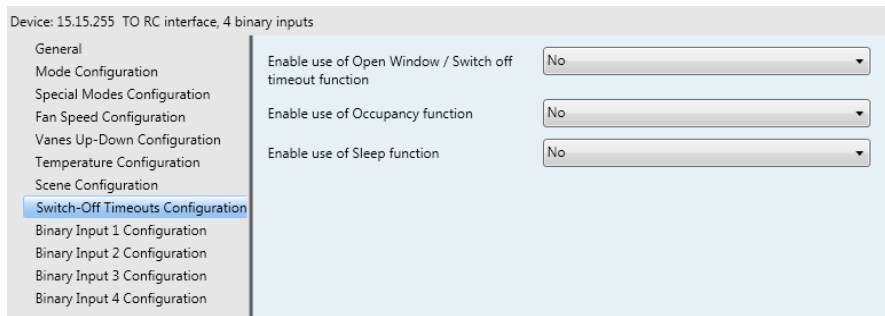 Device: 15.15.255 TO RC interface, 4 binary inputs
General
Mode Configuration
Special Modes Configuration
Fan Speed Configuration
Vanes Up-Down Configuration
Temperature Configuration
Scene Configuration
Switch-Off Timeouts Configuration
Binary Input 1 Configuration
Binary Input 2 Configuration
Binary Input 3 Configuration
Binary Input 4 Configuration
Enable use of Open Window / Switch off
timeout function
No
Enable use of Occupancy function
No
Enable use of Sleep function
No